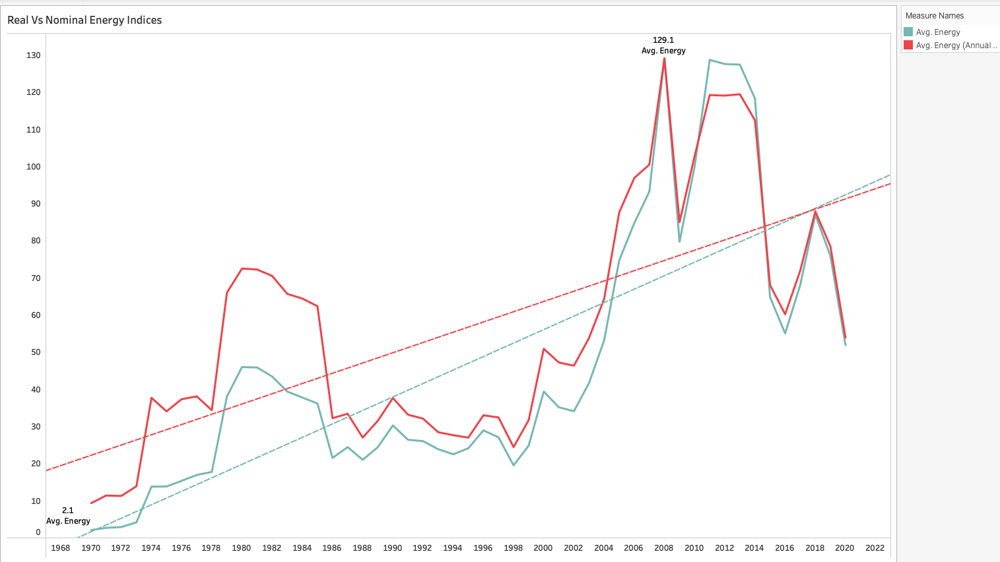 Real Vs Nominal Energy Indices
Measure Names
Avg. Energy
Avg. Energy (Annual ..
129.1
Avg. Energy
130
120
110
100
90
80
70
60
50
40
30
20
10
0
2.1
Avg. Energy
1968 1970 1972 1974 1976 1978 1980 1982 1984 1986 1988 1990 1992 1994 1996 1998 2000 2002 2004 2006 2008 2010 2012 2014 2016 2018 2020 2022